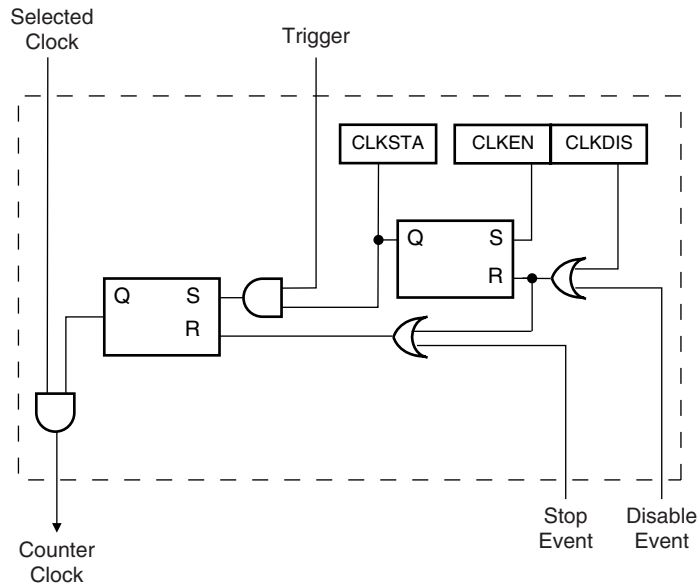 Selected
Clock
Trigger
CLKSTA
CLKEN
CLKDIS
Q
S
R
Q
S
R
Stop
Event
Disable
Event
Counter
Clock